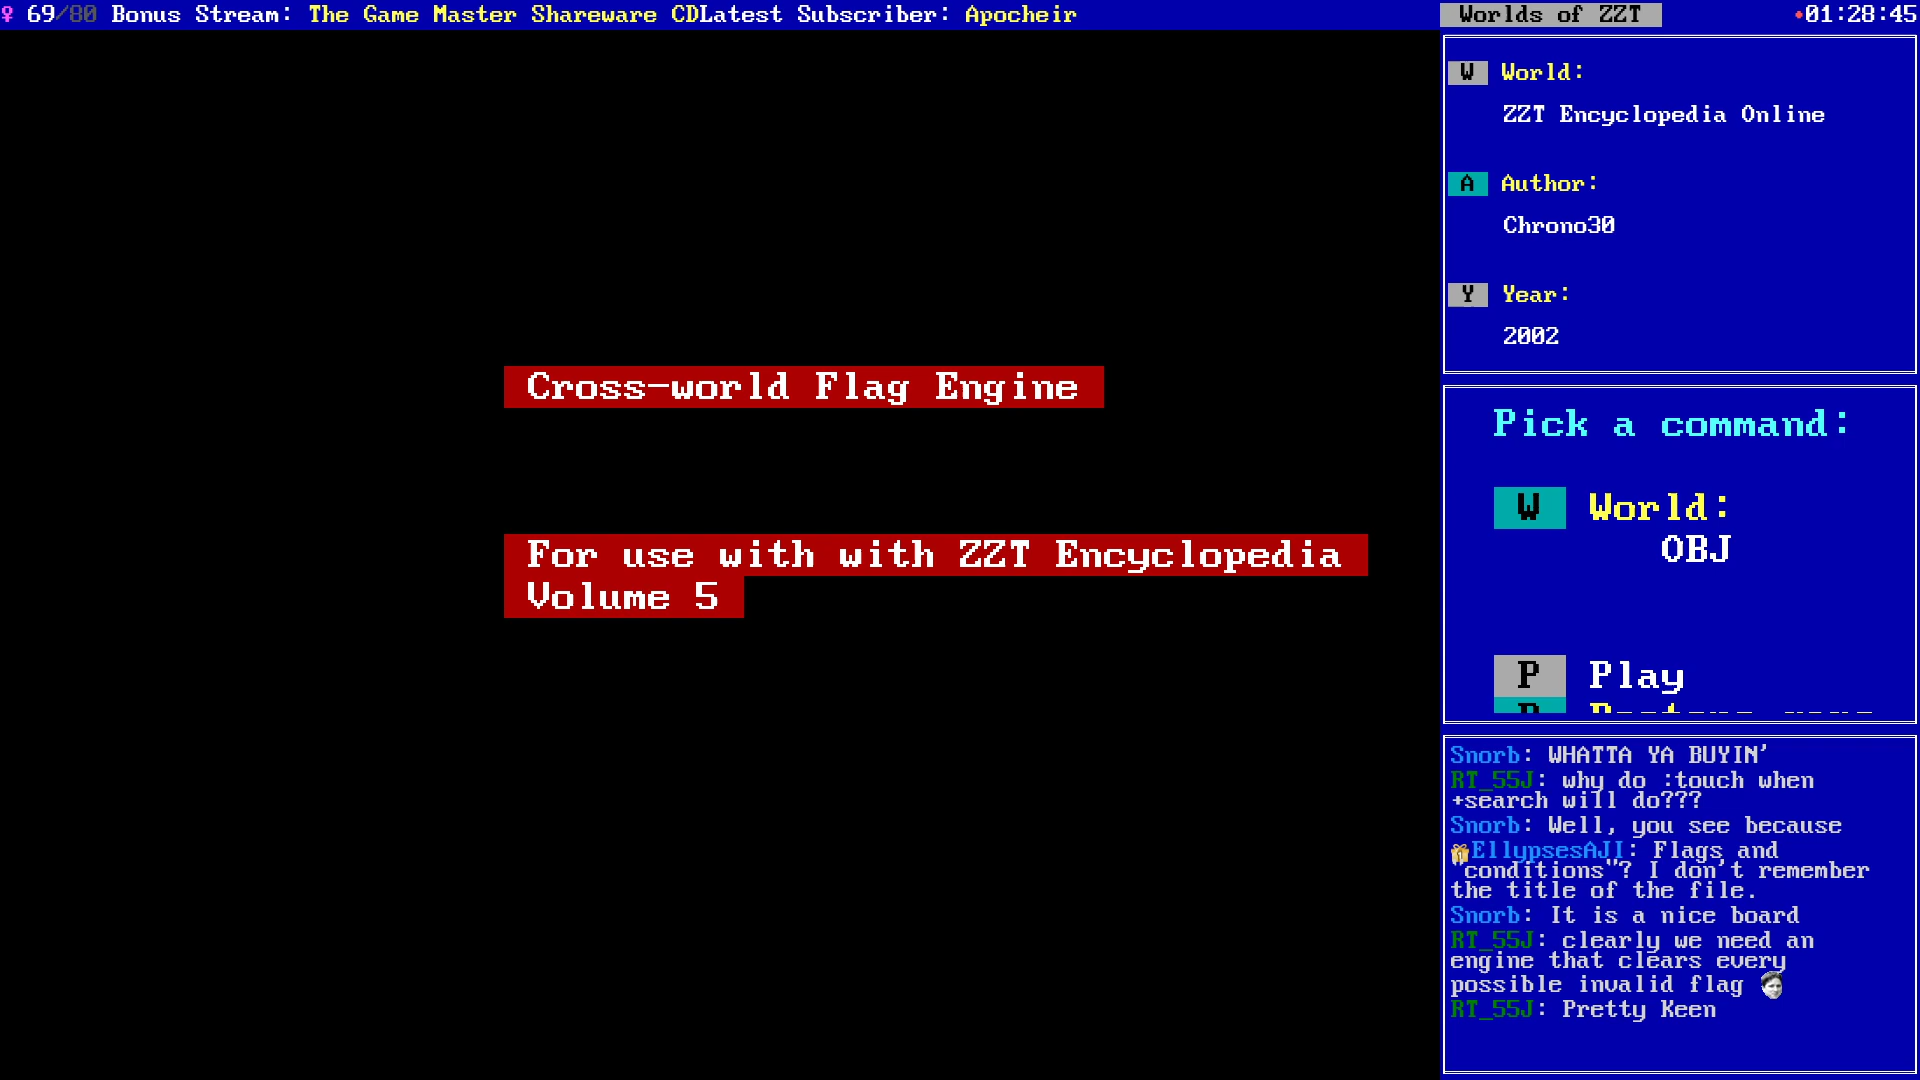 ♀ 69/80 Bonus Stream: The Game Master Shareware CDLatest Subscriber: Apocheir
Worlds of ZZT
•01:28:45
W World:
ZZT Encyclopedia Online
A Author:
Chrono30
Y Year:
2002
Cross-world Flag Engine
For use with with ZZT Encyclopedia
Volume 5
Pick a command:
W World:
OBJ
P Play
Snorb: WHATTA YA BUYIN'
RT_55J: why do :touch when
+search will do???
Snorb: Well, you see because
EllypsesAJI: Flags and
"conditions"? I don't remember
the title of the file.
Snorb: It is a nice board
RT_55J: clearly we need an
engine that clears every
possible invalid flag
RT_55J: Pretty Keen